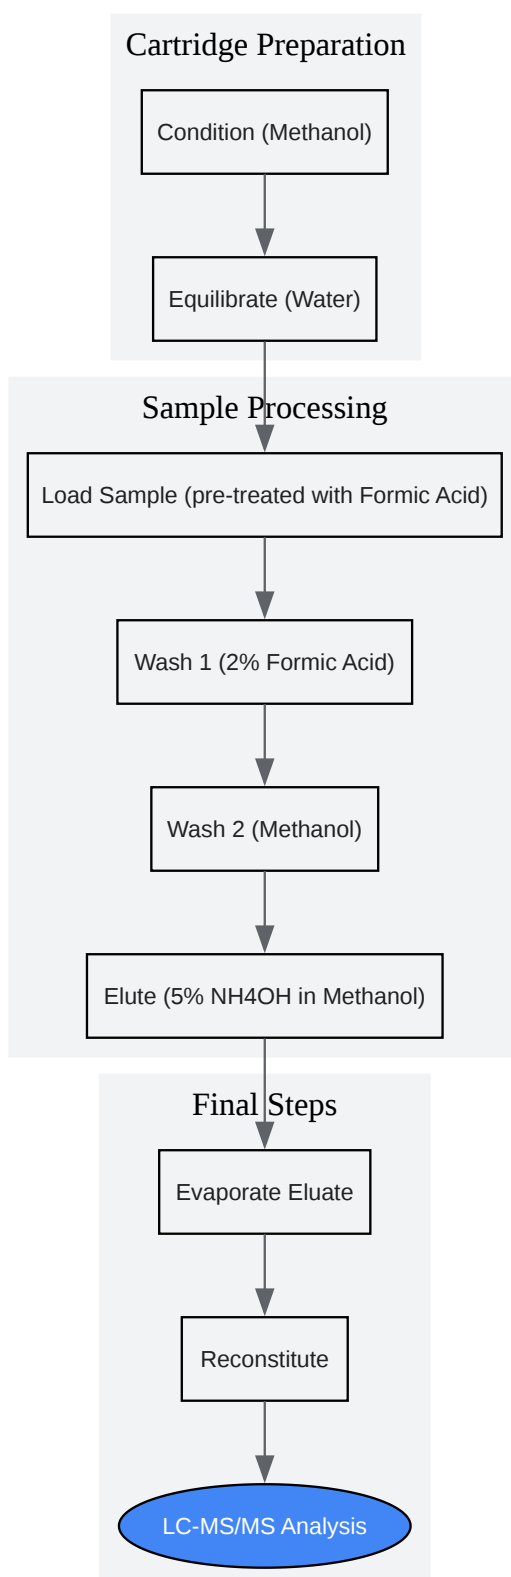 Cartridge Preparation
Condition (Methanol)
Equilibrate (Water)
Sample Processing
Load Sample (pre-treated with Formic Acid)
Wash 1 (2% Formic Acid)
Wash 2 (Methanol)
Elute (5% NH4OH in Methanol)
Final Steps
Evaporate Eluate
Reconstitute
LC-MS/MS Analysis